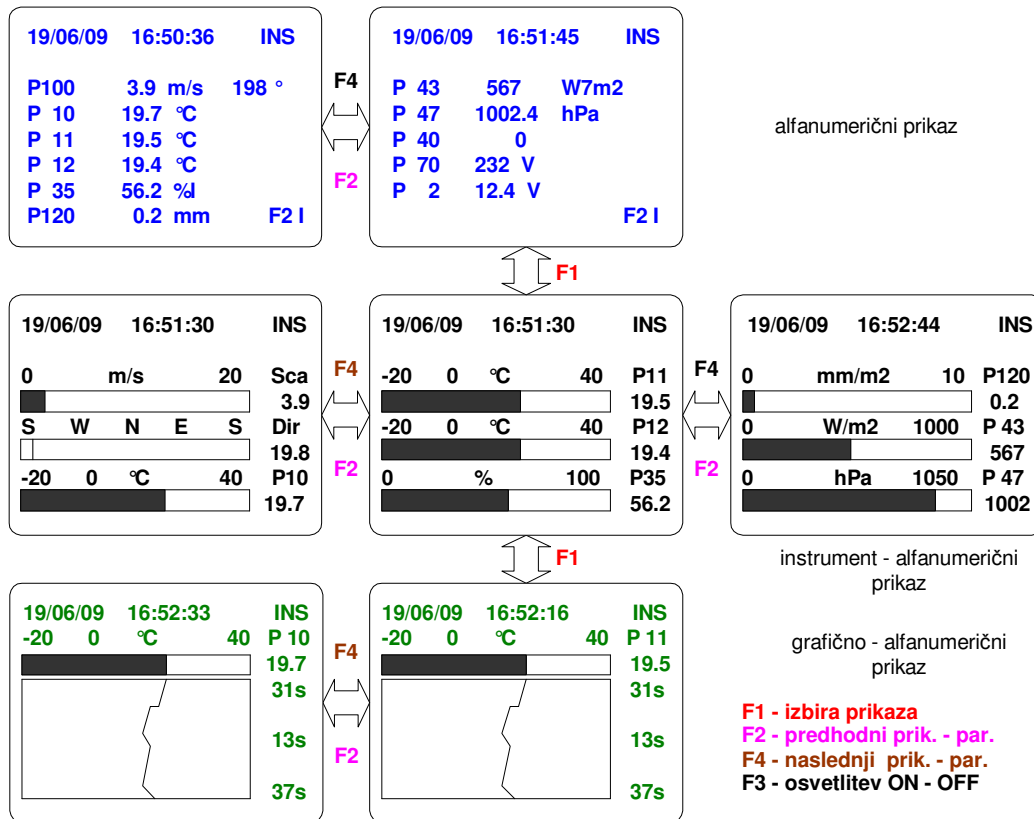 19/06/09 16:50:36 INS
P100 3.9 m/s 198 °
P 10 19.7 °C
P 11 19.5 °C
P 12 19.4 °C
P 35 56.2 %I
P120 0.2 mm F2 I
F4
F2
19/06/09 16:51:45 INS
P 43 567 W7m2
P 47 1002.4 hPa
P 40 0
P 70 232 V
P 2 12.4 V
F2 I
alfanumerični prikaz
F1
19/06/09 16:51:30 INS
0 m/s 20 Sca
3.9
S W N E S Dir
19.8
-20 0 °C 40 P10
19.7
F4
F2
19/06/09 16:51:30 INS
-20 0 °C 40 P11
19.5
-20 0 °C 40 P12
19.4
0 % 100 P35
56.2
F4
F2
19/06/09 16:52:44 INS
0 mm/m2 10 P120
0.2
0 W/m2 1000 P 43
567
0 hPa 1050 P 47
1002
F1
instrument - alfanumerični
prikaz
19/06/09 16:52:33 INS
-20 0 °C 40 P 10
19.7
31s
13s
37s
F4
F2
19/06/09 16:52:16 INS
-20 0 °C 40 P 11
19.5
31s
13s
37s
grafično - alfanumerični
prikaz
F1 - izbira prikaza
F2 - predhodni prik. - par.
F4 - naslednji prik. - par.
F3 - osvetlitev ON - OFF